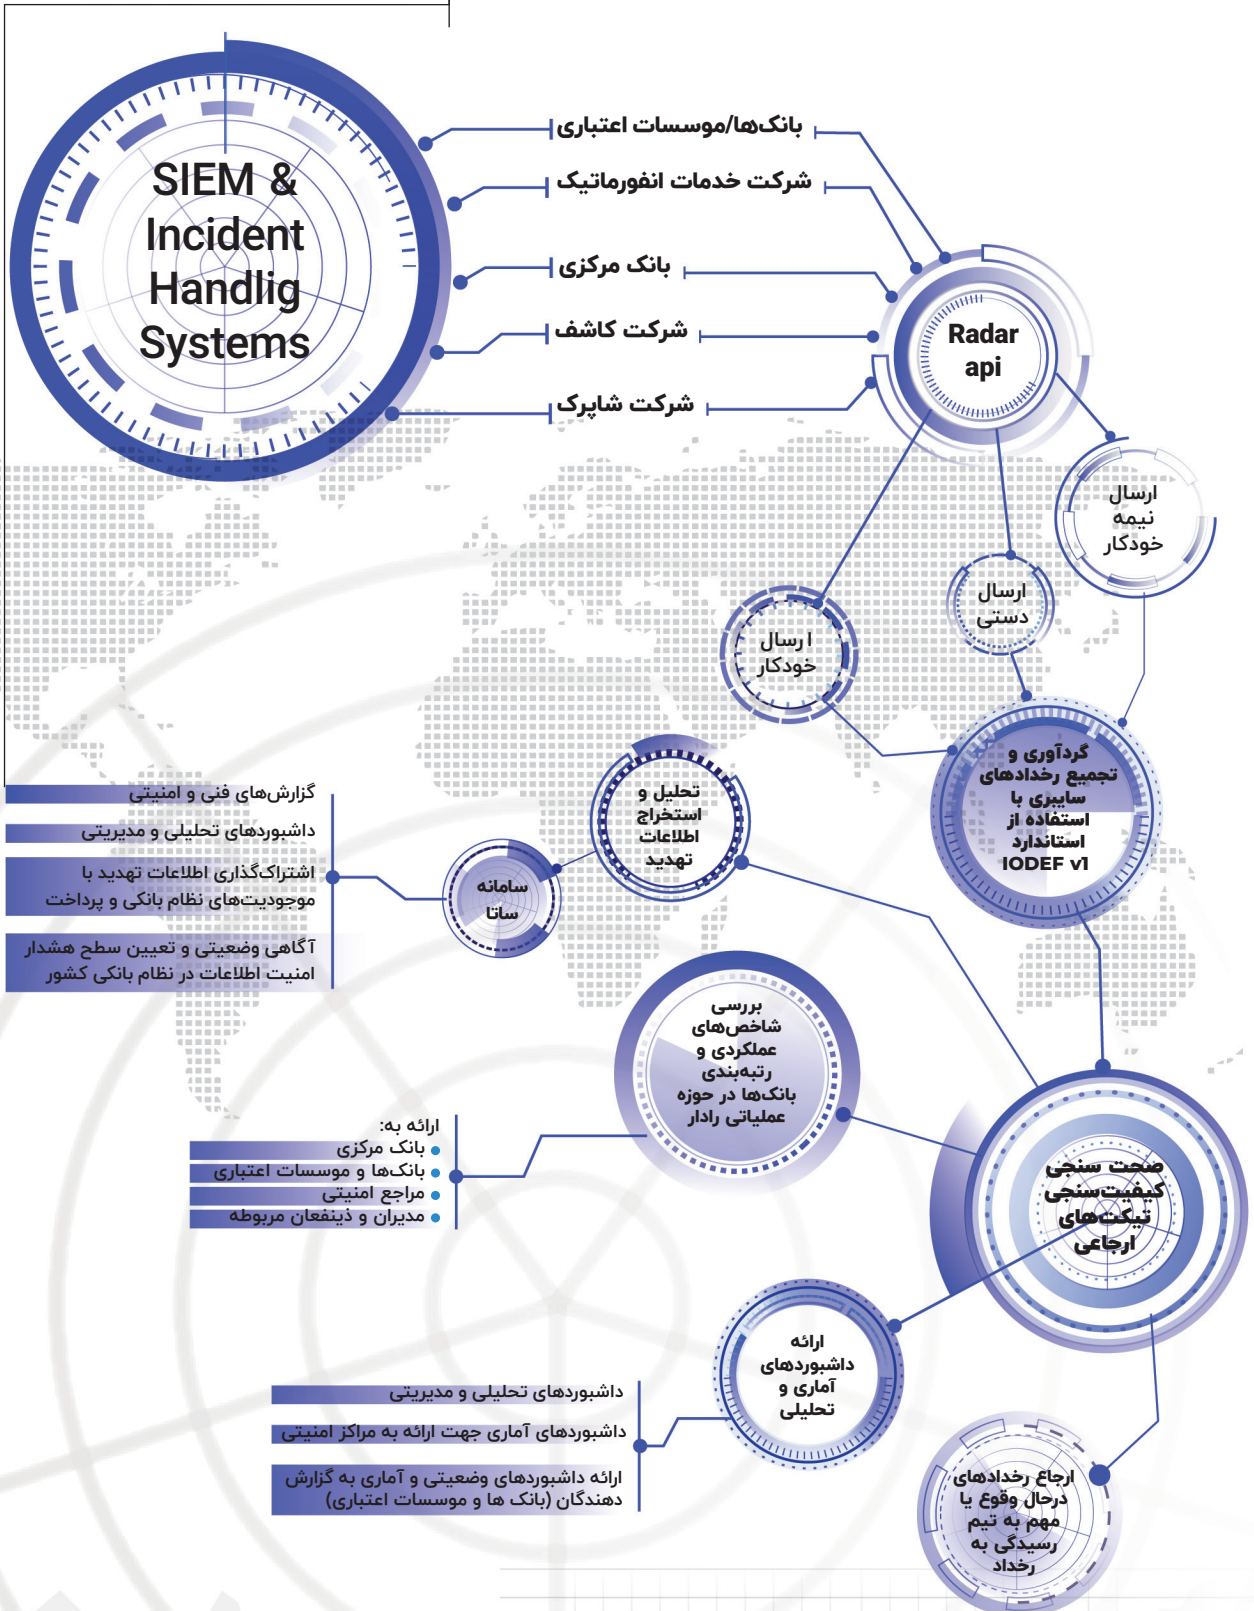 SIEM &
Incident
Handlig
Systems
بانک‌ها/موسسات اعتباری
شرکت خدمات انفورماتیک
بانک مرکزی
شرکت کاشف
شرکت شاپرک
Radar
api
ارسال
نیمه
خودکار
ارسال
دستی
ارسال
خودکار
گردآوری و
تجمیع رخدادهای
سایبری با
استفاده از
استاندارد
IODEF v1
تحلیل و
استخراج
اطلاعات
تهدید
سامانه
ساتا
گزارش‌های فنی و امنیتی
داشبوردهای تحلیلی و مدیریتی
اشتراک‌گذاری اطلاعات تهدید با
موجودیت‌های نظام بانکی و پرداخت
آگاهی وضعیتی و تعیین سطح هشدار
امنیت اطلاعات در نظام بانکی کشور
بررسی
شاخص‌های
عملکردی و
رتبه‌بندی
بانک‌ها در حوزه
عملیاتی رادار
ارائه به:
بانک مرکزی
بانک‌ها و موسسات اعتباری
مراجع امنیتی
مدیران و ذینفعان مربوطه
صحت سنجی
کیفیت‌سنجی
تیکت‌های
ارجاعی
ارائه
داشبوردهای
آماری و
تحلیلی
داشبوردهای تحلیلی و مدیریتی
داشبوردهای آماری جهت ارائه به مراکز امنیتی
ارائه داشبوردهای وضعیتی و آماری به گزارش
دهندگان (بانک ها و موسسات اعتباری)
ارجاع رخدادهای
درحال وقوع یا
مهم به تیم
رسیدگی به
رخداد